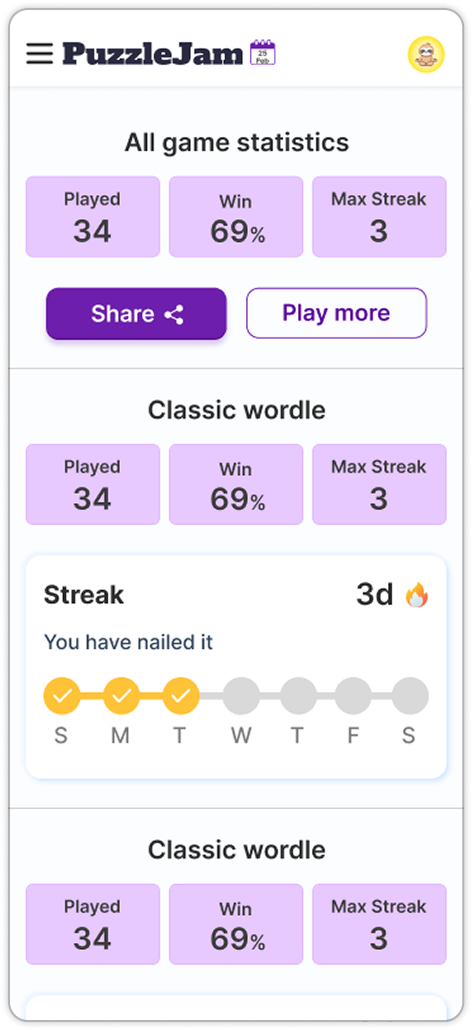 PuzzleJam
25
Feb
All game statistics
Played Win Max Streak
34 69% 3
Share Play more
Classic wordle
Played Win Max Streak
34 69% 3
Streak 3d
You have nailed it
S M T W T F S
Classic wordle
Played Win Max Streak
34 69% 3